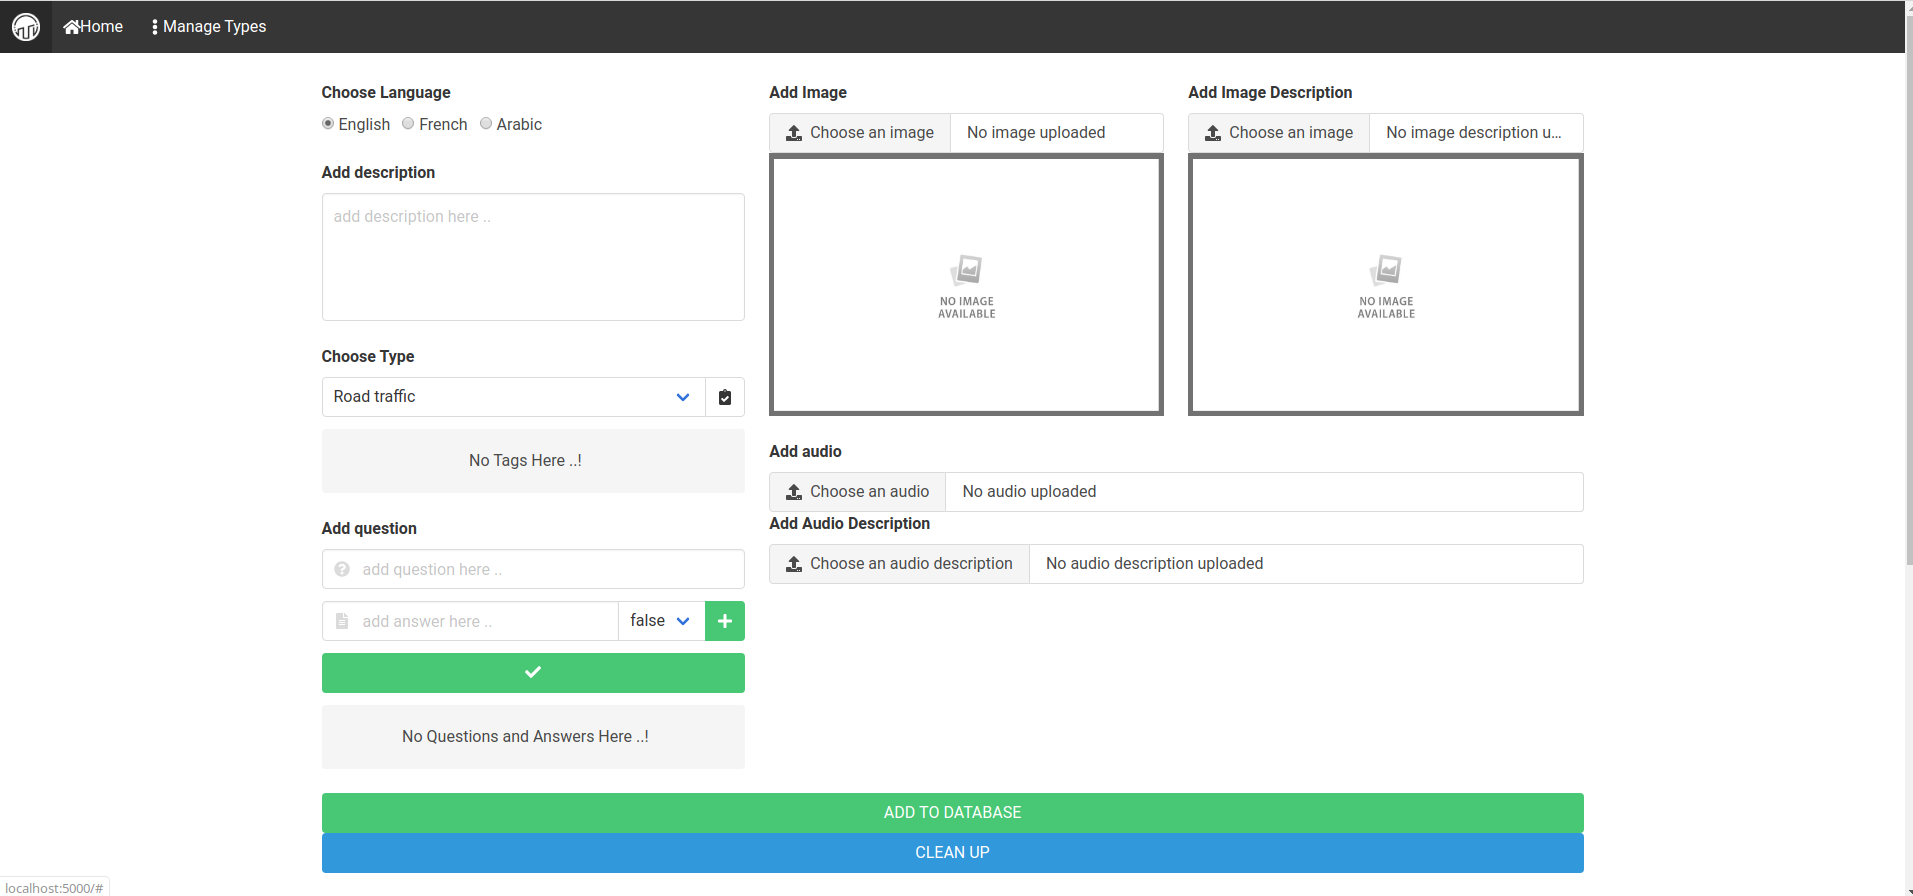 Home
Manage Types
Choose Language
English French Arabic
Add description
add description here ..
Choose Type
Road traffic
No Tags Here ..!
Add question
add question here ..
add answer here ..
false
No Questions and Answers Here ..!
Add Image
Choose an image
No image uploaded
NO IMAGE
AVAILABLE
Add Image Description
Choose an image
No image description u...
NO IMAGE
AVAILABLE
Add audio
Choose an audio
No audio uploaded
Add Audio Description
Choose an audio description
No audio description uploaded
ADD TO DATABASE
CLEAN UP
localhost:5000/#